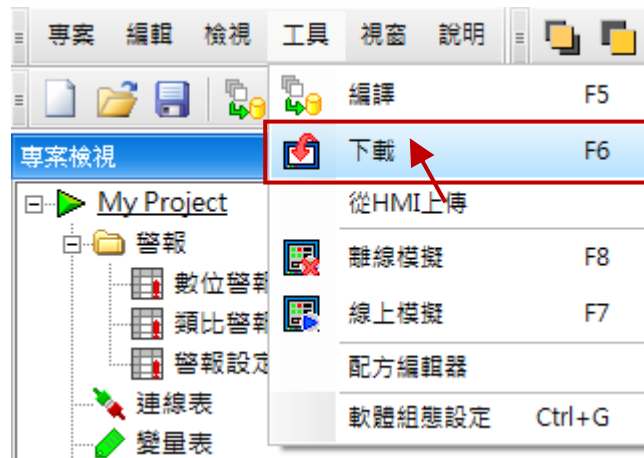 專案 編輯 檢視 工具 視窗 說明
編譯 F5
下載 F6
從HMI上傳
離線模擬 F8
線上模擬 F7
配方編輯器
軟體組態設定 Ctrl+G
專案檢視
My Project
警報
數位警報
類比警報
警報設定
連線表
變量表